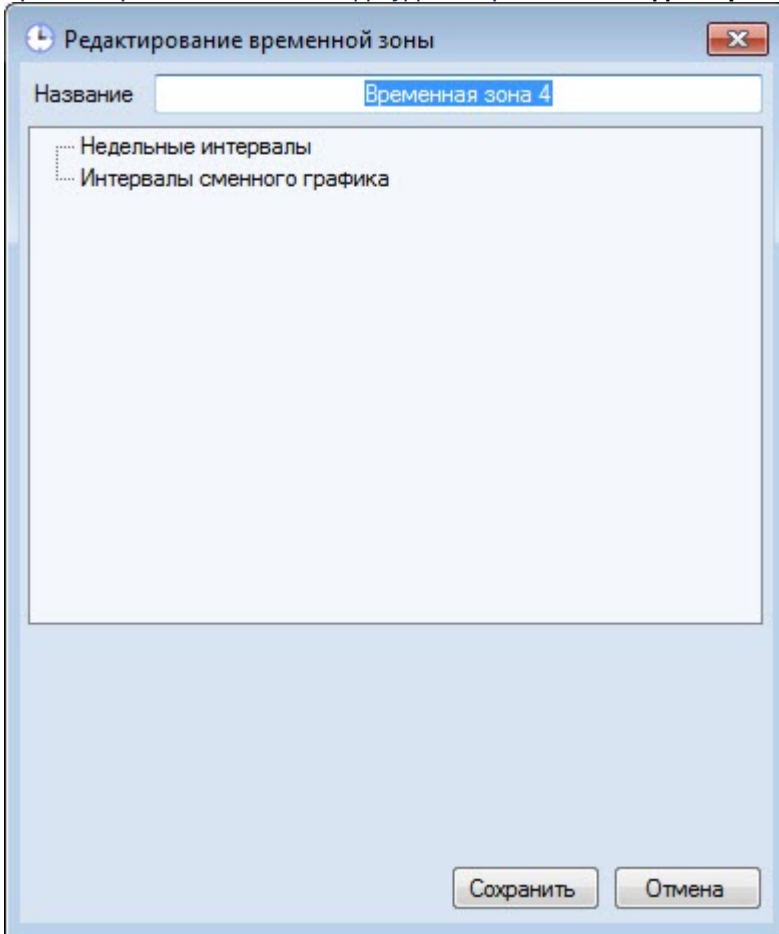 Редактирование временной зоны
Название Временная зона 4
Недельные интервалы
Интервалы сменного графика
Сохранить Отмена